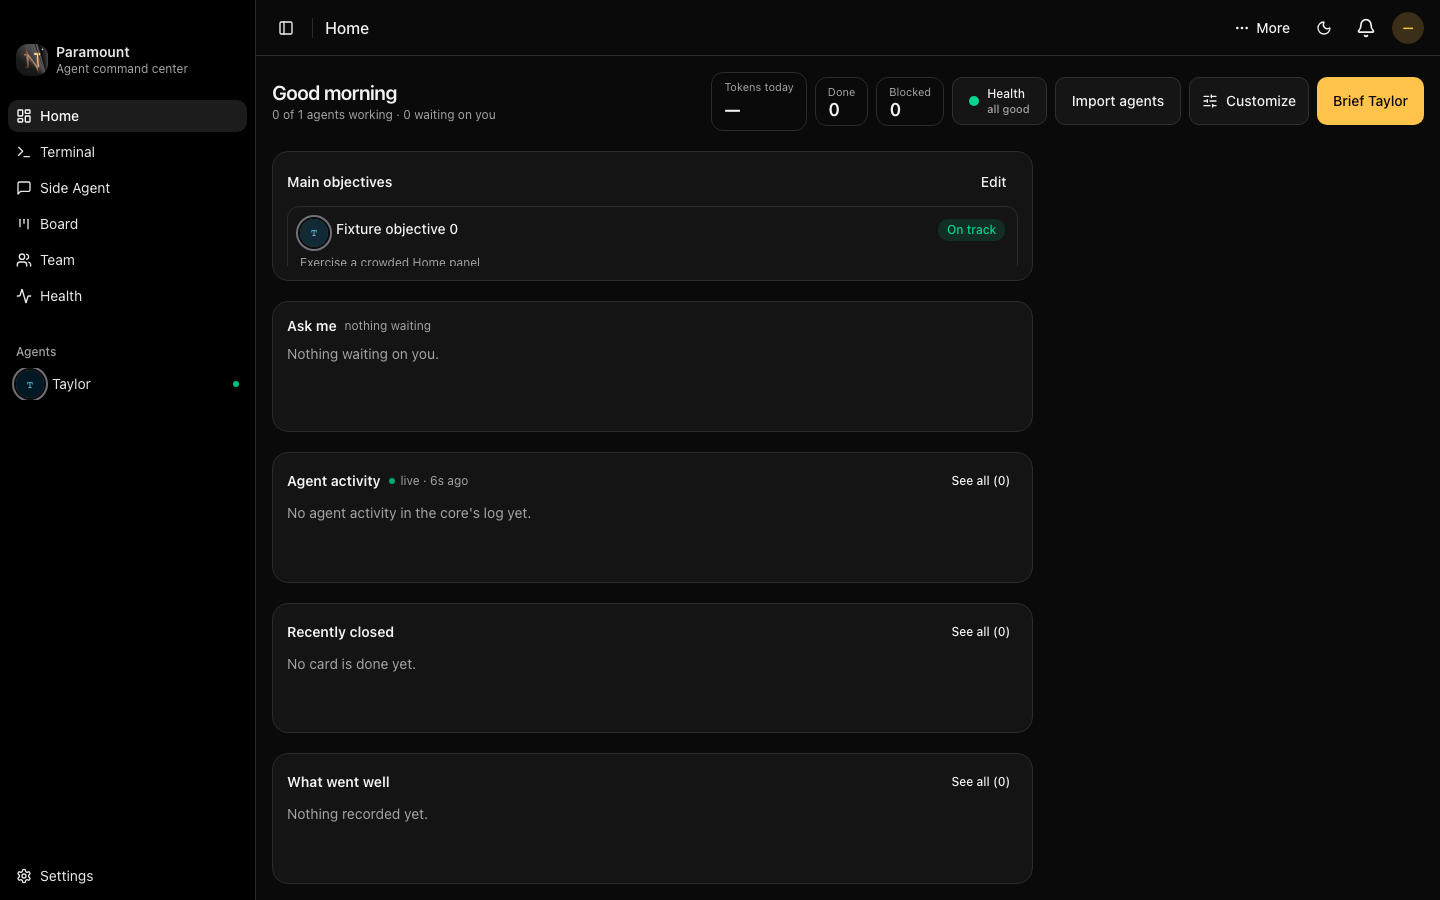 Paramount
Agent command center
Home
Terminal
Side Agent
Board
Team
Health
Agents
T
Taylor
Settings
Home
More
–
Good morning
0 of 1 agents working · 0 waiting on you
Tokens today
—
Done
0
Blocked
0
Health
all good
Import agents
Customize
Brief Taylor
Main objectives
Edit
T
Fixture objective 0
On track
Exercise a crowded Home panel
Ask me nothing waiting
Nothing waiting on you.
Agent activity live · 6s ago
See all (0)
No agent activity in the core's log yet.
Recently closed
See all (0)
No card is done yet.
What went well
See all (0)
Nothing recorded yet.